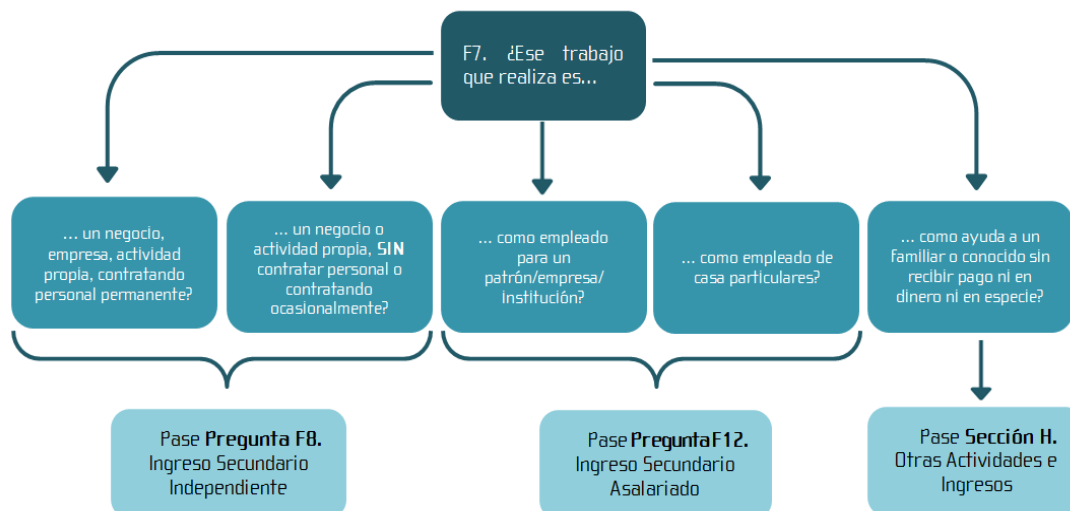 F7. ¿Ese trabajo
que realiza es...
... un negocio,
empresa, actividad
propia, contratando
personal permanente?
... un negocio o
actividad propia, SIN
contratar personal o
contratando
ocasionalmente?
... como empleado
para un
patrón/empresa/
institución?
... como empleado de
casa particulares?
... como ayuda a un
familiar o conocido sin
recibir pago ni en
dinero ni en especie?
Pase Pregunta F8.
Ingreso Secundario
Independiente
Pase Pregunta F12.
Ingreso Secundario
Asalariado
Pase Sección H.
Otras Actividades e
Ingresos